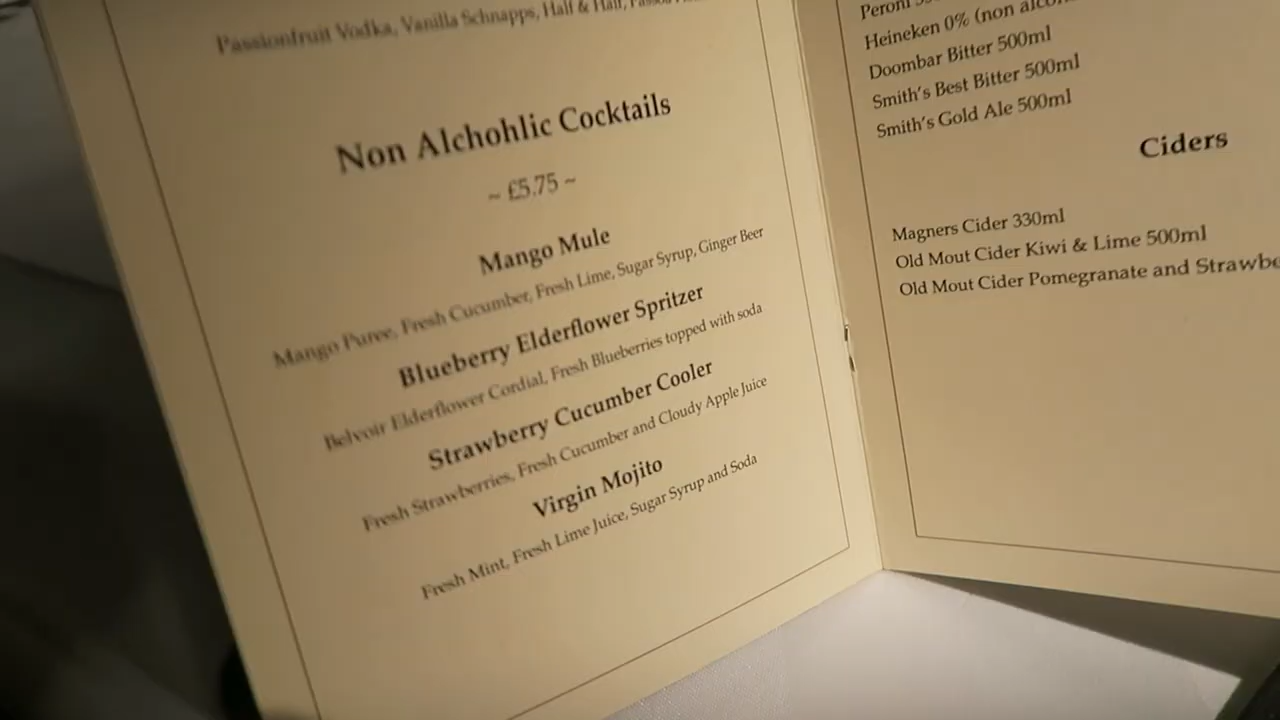 Passionfruit Vodka, Vanilla Schnapps, Half & Half,
Non Alchohlic Cocktails
~ £5.75 ~
Mango Mule
Mango Puree, Fresh Cucumber, Fresh Lime, Sugar Syrup, Ginger Beer
Blueberry Elderflower Spritzer
Belvoir Elderflower Cordial, Fresh Blueberries topped with soda
Strawberry Cucumber Cooler
Fresh Strawberries, Fresh Cucumber and Cloudy Apple Juice
Virgin Mojito
Fresh Mint, Fresh Lime Juice, Sugar Syrup and Soda
Peroni
Heineken 0% (non
Doombar Bitter 500ml
Smith's Best Bitter 500ml
Smith's Gold Ale 500ml
Ciders
Magners Cider 330ml
Old Mout Cider Kiwi & Lime 500ml
Old Mout Cider Pomegranate and